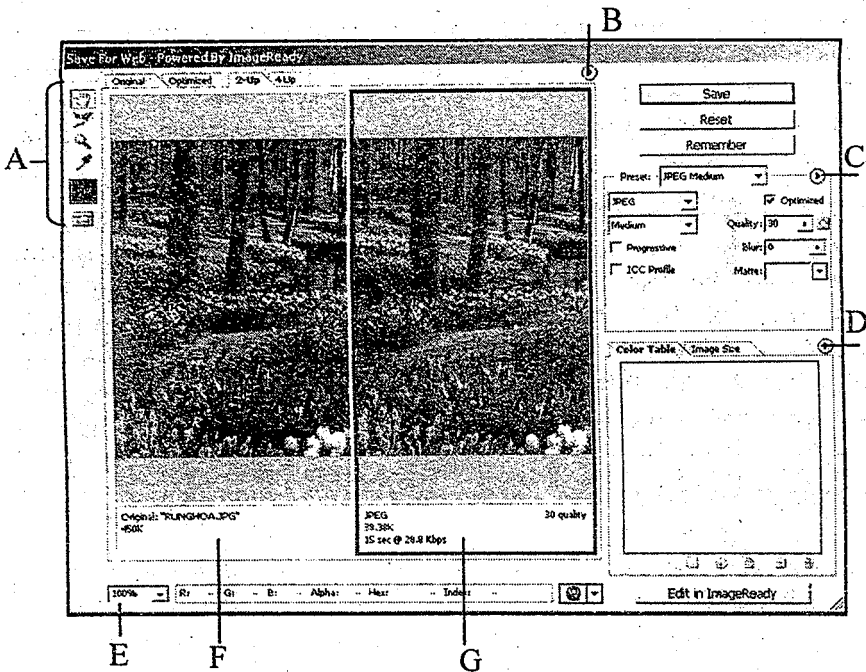 B
Save For Web - Powered By ImageReady
Original Optimized 2-Up 4-Up
A
Save
Reset
Remember
C
Preset: JPEG Medium
JPEG Optimized
Medium Quality: 30
Progressive Blur: 0
ICC Profile Matte:
D
Color Table Image Size
Original: "RUNGHOA.JPG"
450K
JPEG 30 quality
39.38K
15 sec @ 28.8 Kbps
100% R: -- G: -- B: -- Alpha: -- Hex: -- Index: --
Edit in ImageReady
E F G